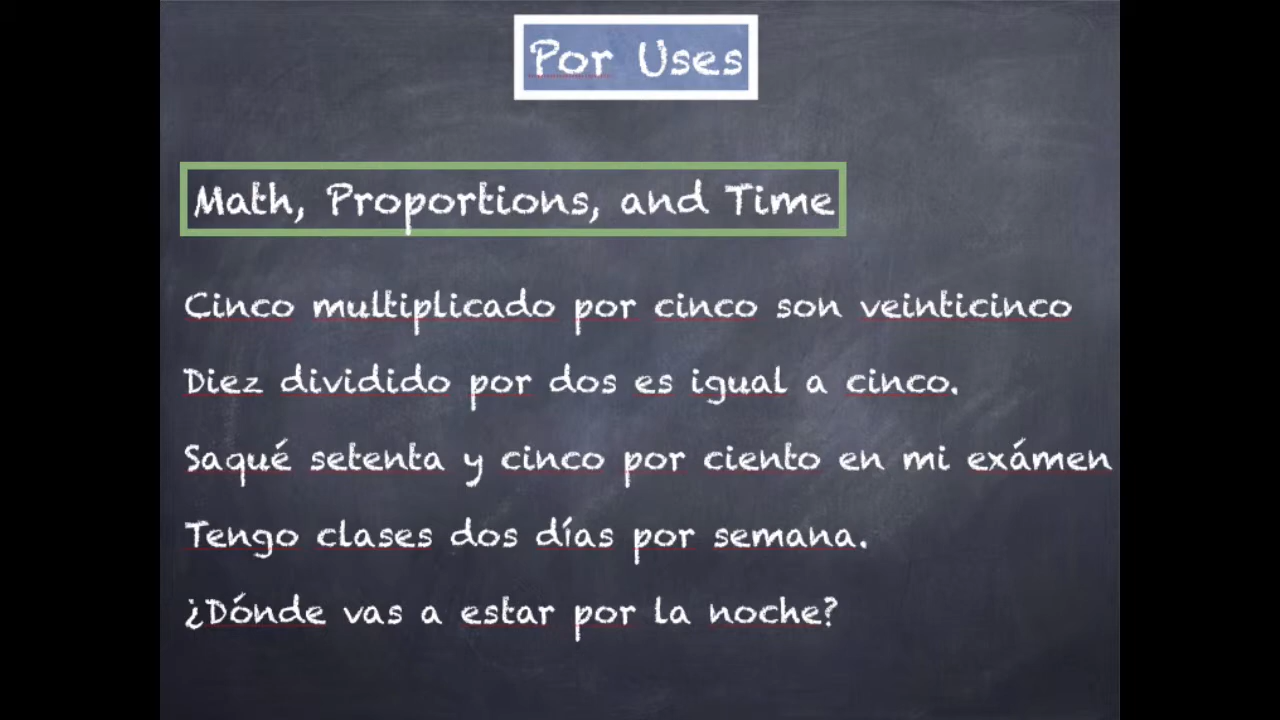 Por Uses
Math, Proportions, and Time
Cinco multiplicado por cinco son veinticinco
Diez dividido por dos es igual a cinco.
Saqué setenta y cinco por ciento en mi exámen
Tengo clases dos días por semana.
¿Dónde vas a estar por la noche?